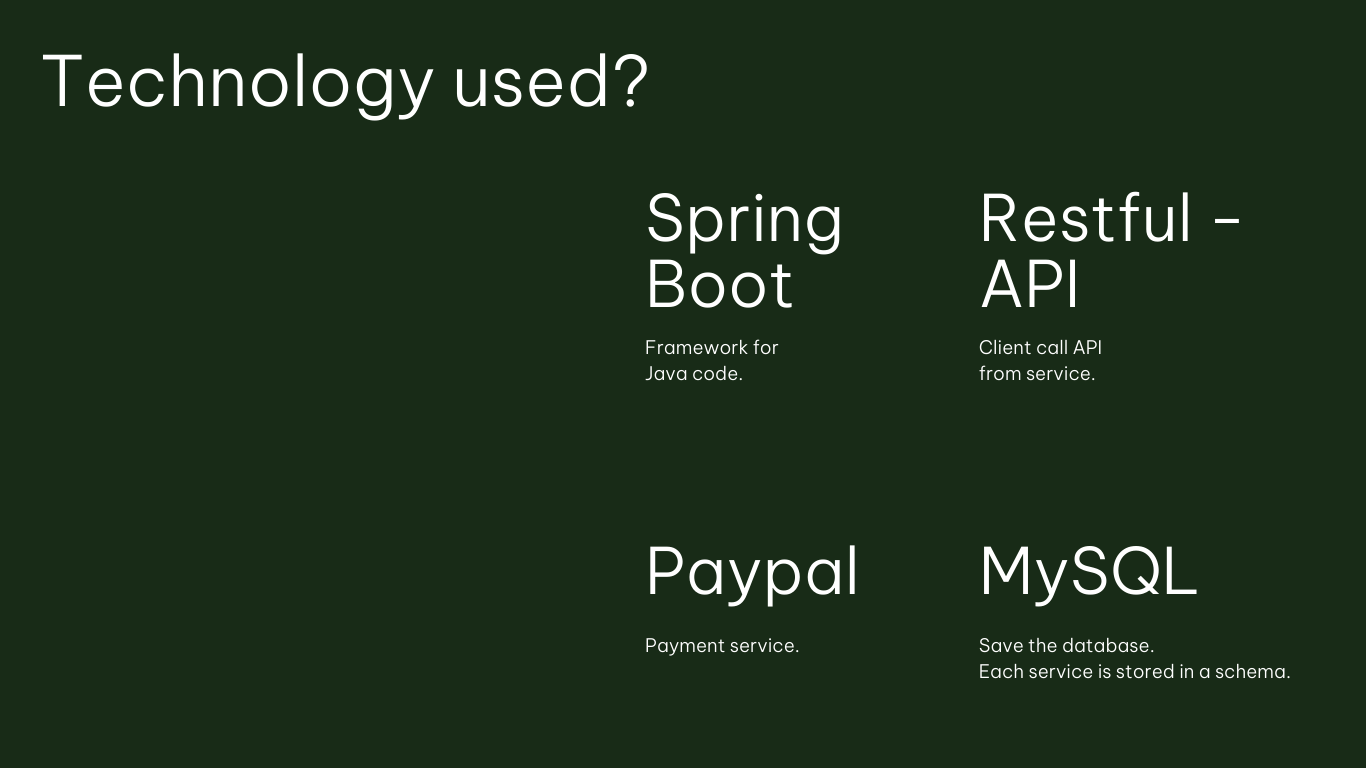 Technology used?
Spring
Boot
Framework for
Java code.
Restful –
API
Client call API
from service.
Paypal
Payment service.
MySQL
Save the database.
Each service is stored in a schema.